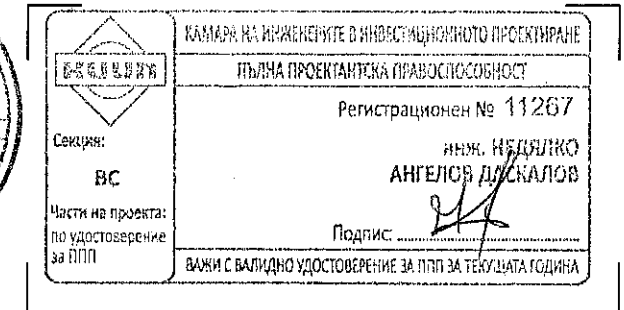 КАМАРА НА ИНЖЕНЕРИТЕ В ИНВЕСТИЦИОННОТО ПРОЕКТИРАНЕ
КИИП
ПЪЛНА ПРОЕКТАНТСКА ПРАВОСПОСОБНОСТ
Регистрационен № 11267
Секция:
ВС
инж. НЕДЯЛКО
АНГЕЛОВ ДАСКАЛОВ
Части на проекта:
по удостоверение
за ППП
Подпис:
ВАЖИ С ВАЛИДНО УДОСТОВЕРЕНИЕ ЗА ППП ЗА ТЕКУЩАТА ГОДИНА